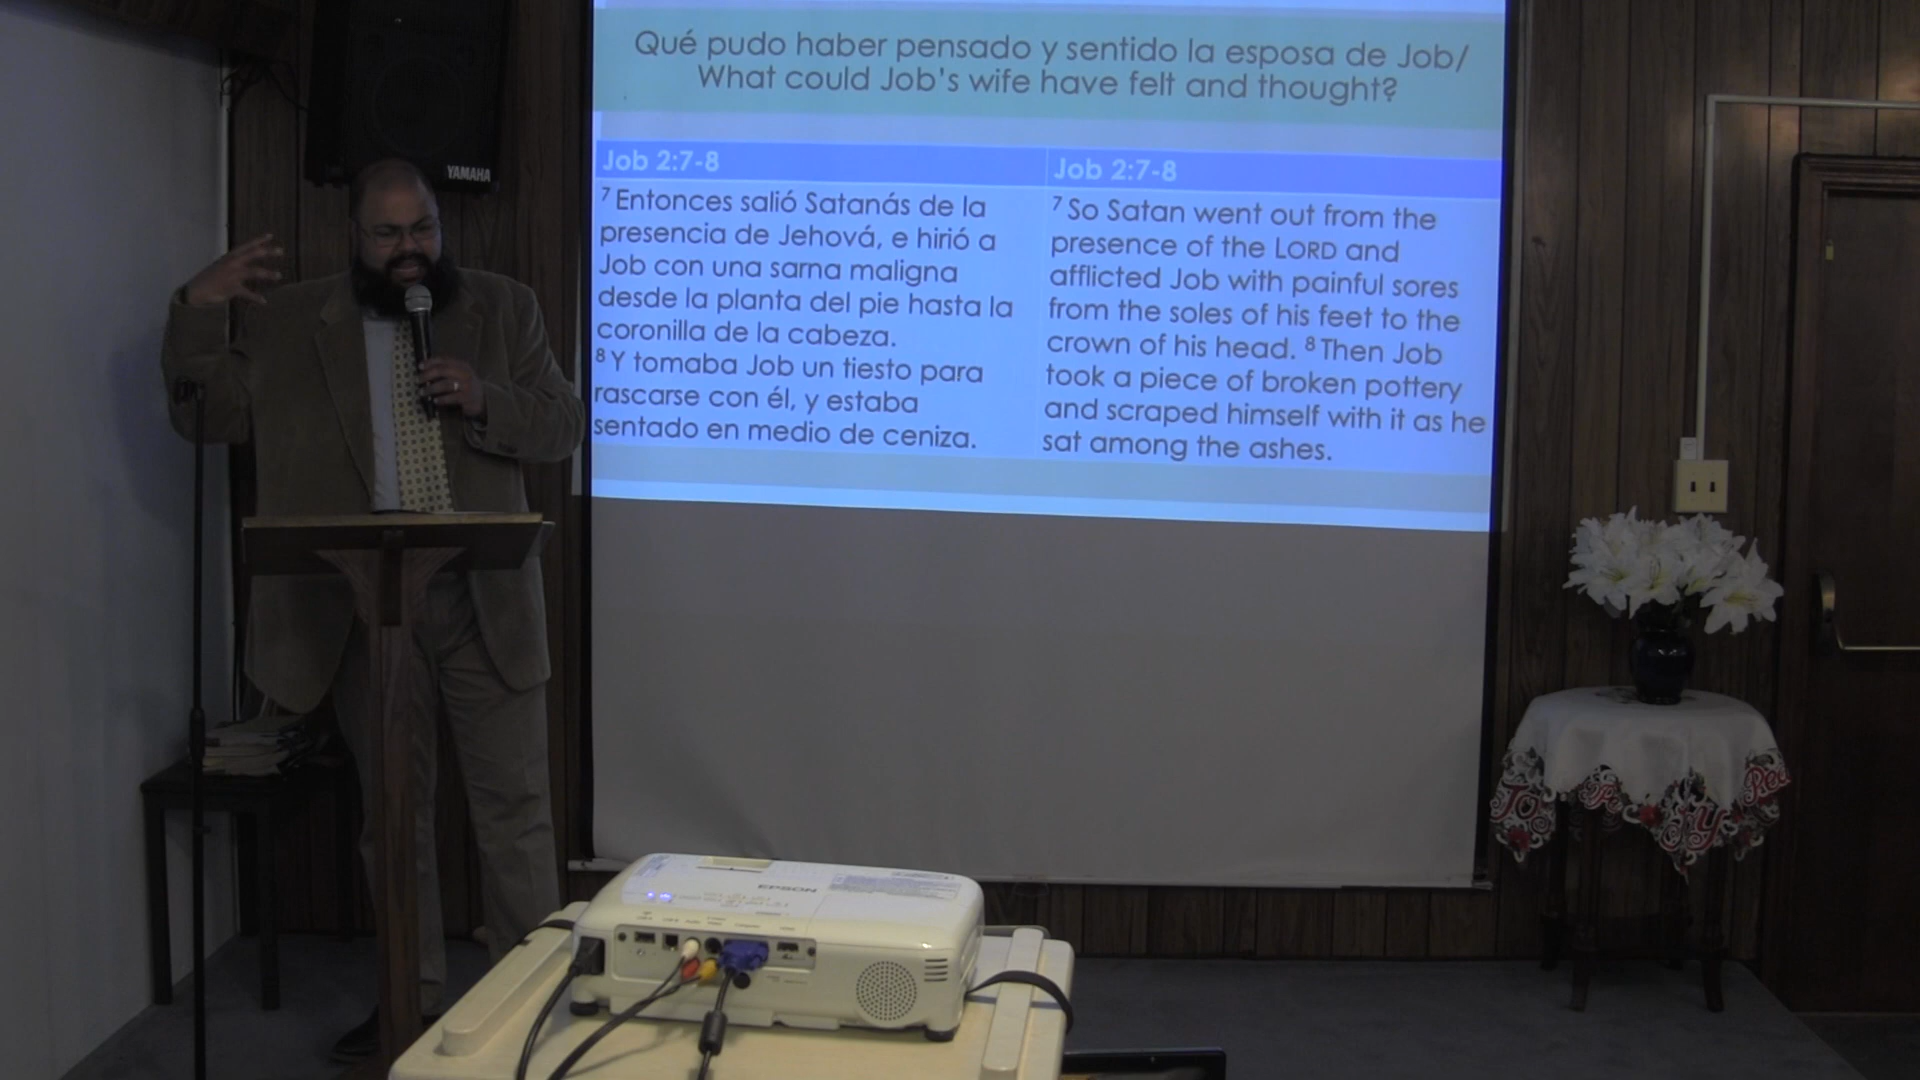 Qué pudo haber pensado y sentido la esposa de Job/
What could Job's wife have felt and thought?
Job 2:7-8
7 Entonces salió Satanás de la
presencia de Jehová, e hirió a
Job con una sarna maligna
desde la planta del pie hasta la
coronilla de la cabeza.
8 Y tomaba Job un tiesto para
rascarse con él, y estaba
sentado en medio de ceniza.
Job 2:7-8
7 So Satan went out from the
presence of the LORD and
afflicted Job with painful sores
from the soles of his feet to the
crown of his head. 8 Then Job
took a piece of broken pottery
and scraped himself with it as he
sat among the ashes.
YAMAHA
EPSON